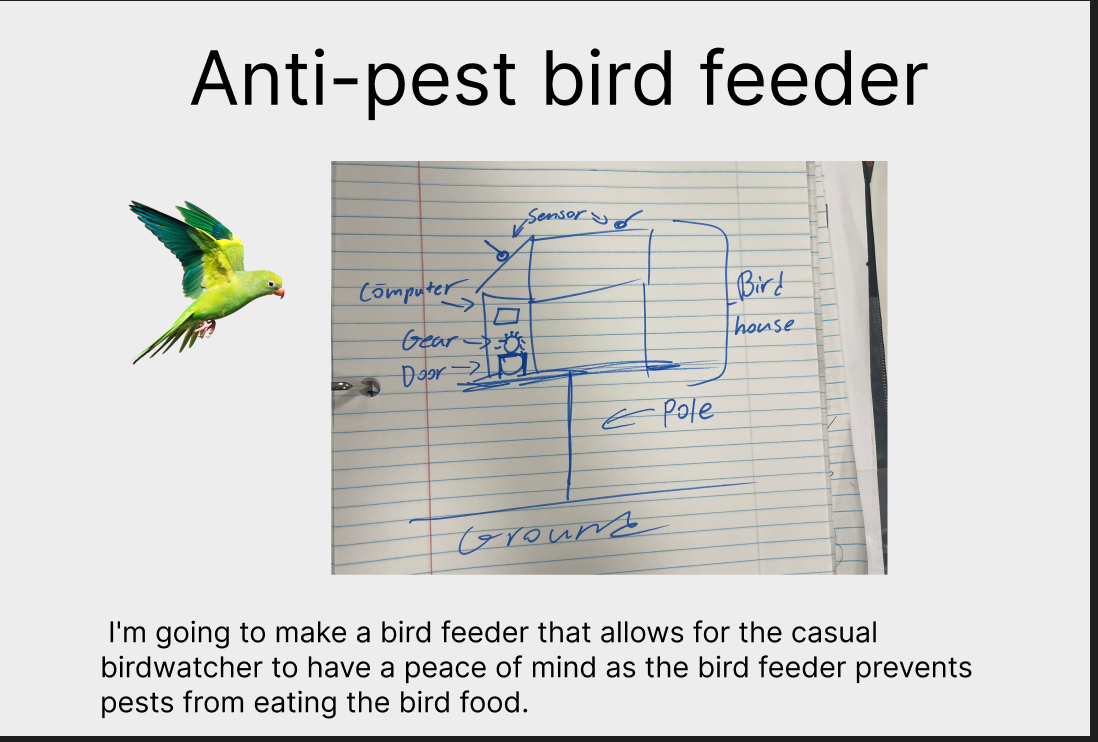 Anti-pest bird feeder
Sensor
Computer
Gear
Door
Bird
house
Pole
Ground
I'm going to make a bird feeder that allows for the casual
birdwatcher to have a peace of mind as the bird feeder prevents
pests from eating the bird food.